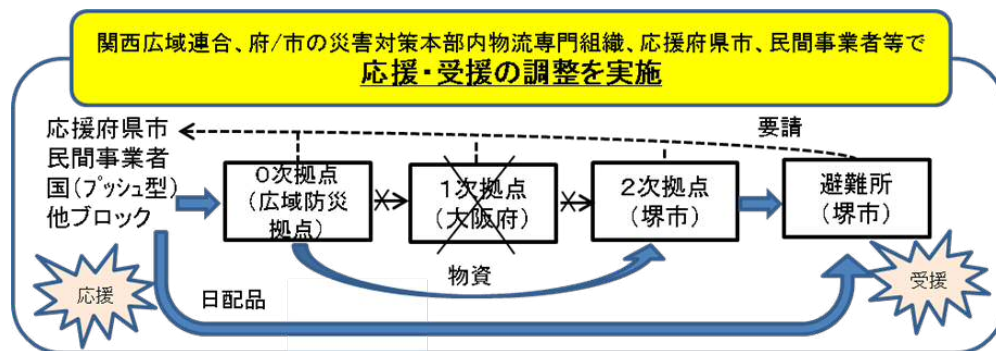 関西広域連合、府/市の災害対策本部内物流専門組織、応援府県市、民間事業者等で
応援・受援の調整を実施
応援府県市
民間事業者
国(プッシュ型)
他ブロック
要請
0次拠点
(広域防災
拠点)
1次拠点
(大阪府)
2次拠点
(堺市)
避難所
(堺市)
物資
日配品
応援
受援